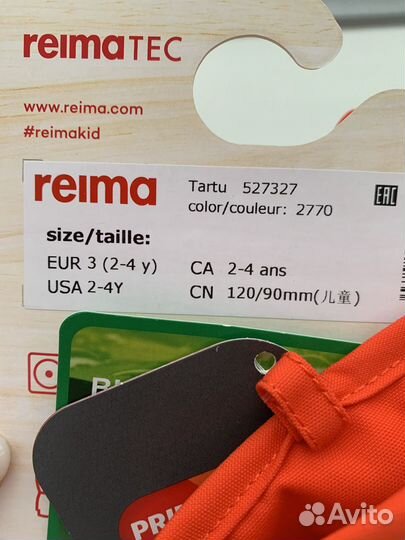 reimaTEC
www.reima.com
#reimakid
reima
Tartu 527327
color/couleur: 2770
EAC
size/taille:
EUR 3 (2-4 y)
USA 2-4Y
CA 2-4 ans
CN 120/90mm(儿童)
Avito